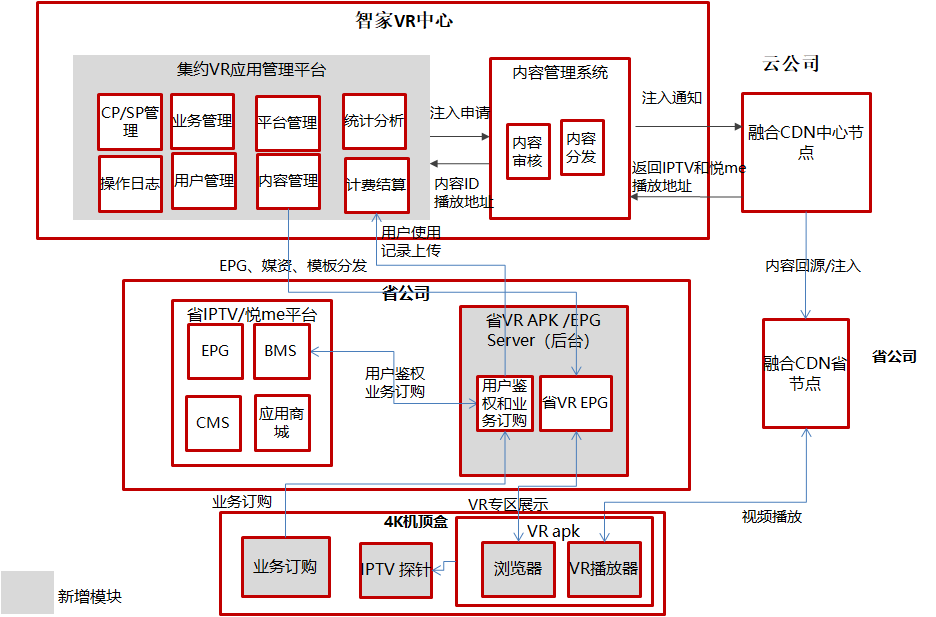 智家VR中心
集约VR应用管理平台
CP/SP管
理
业务管理
平台管理
统计分析
操作日志
用户管理
内容管理
计费结算
注入申请
内容ID
播放地址
内容管理系统
内容
审核
内容
分发
注入通知
返回IPTV和悦me
播放地址
云公司
融合CDN中心节
点
用户使用
记录上传
EPG、媒资、模板分发
内容回源/注入
省公司
省IPTV/悦me平台
EPG
BMS
CMS
应用商
城
用户鉴权
业务订购
省VR APK /EPG
Server（后台）
用户鉴
权和业
务订购
省VR EPG
融合CDN省
节点
省公司
业务订购
VR专区展示
视频播放
4K机顶盒
业务订购
IPTV 探针
VR apk
浏览器
VR播放器
新增模块